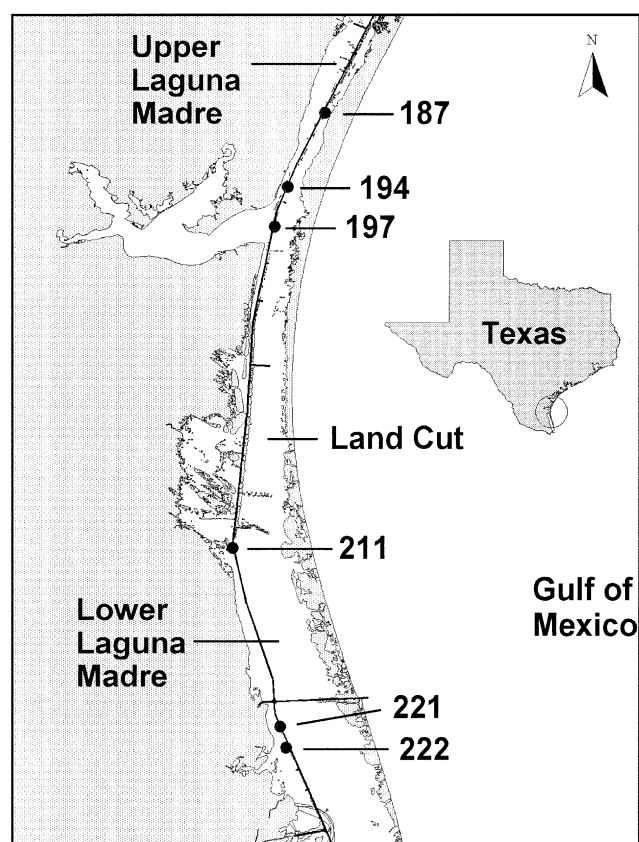 Upper
Laguna
Madre
N
187
194
197
Texas
Land Cut
211
Gulf of
Mexico
Lower
Laguna
Madre
221
222